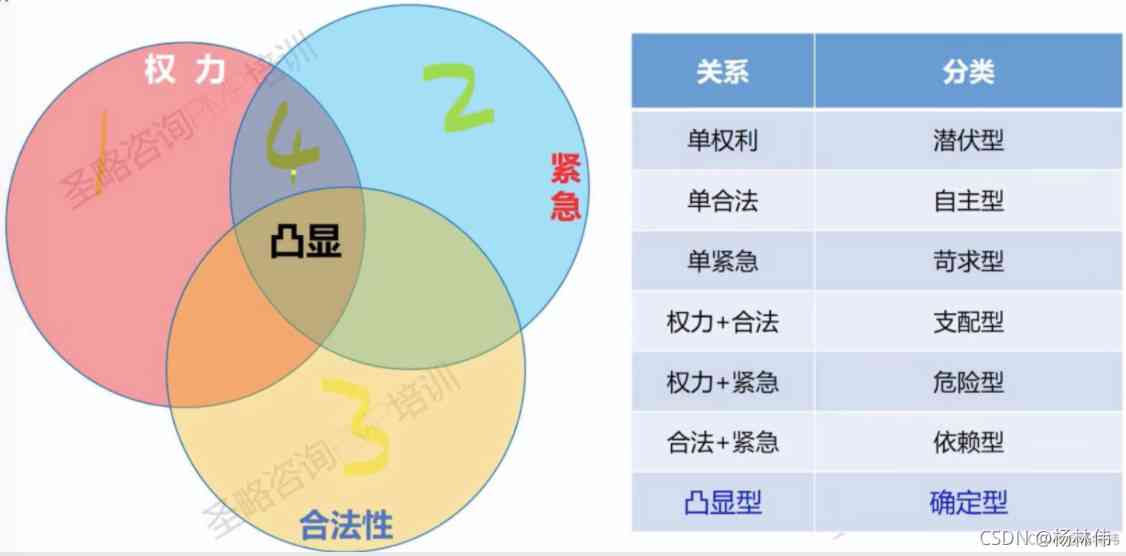 权 力
1
4
2
紧
急
凸显
3
合法性
圣略咨询
培训
圣略咨询
培训
关系 分类
单权利 潜伏型
单合法 自主型
单紧急 苛求型
权力+合法 支配型
权力+紧急 危险型
合法+紧急 依赖型
凸显型 确定型
CSDN @杨林伟